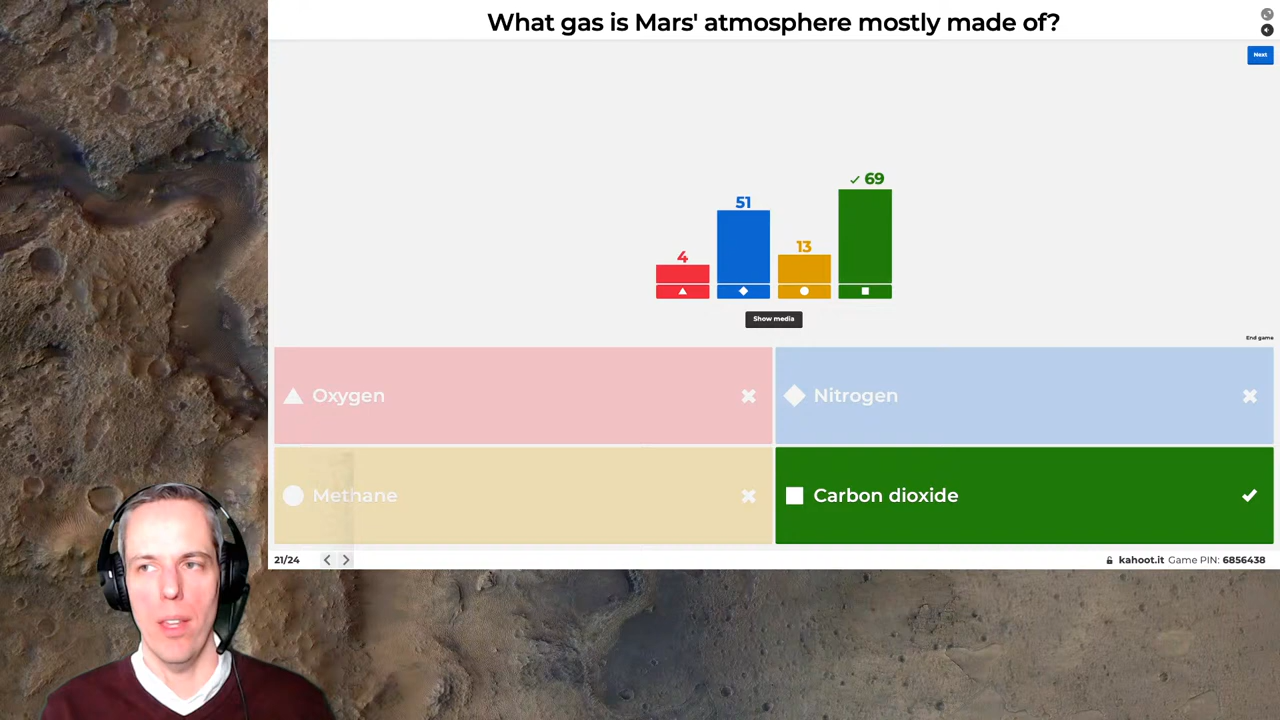 What gas is Mars' atmosphere mostly made of?
Next
4
51
13
69
Show media
End game
Oxygen
Nitrogen
Methane
Carbon dioxide
21/24
kahoot.it Game PIN: 6856438